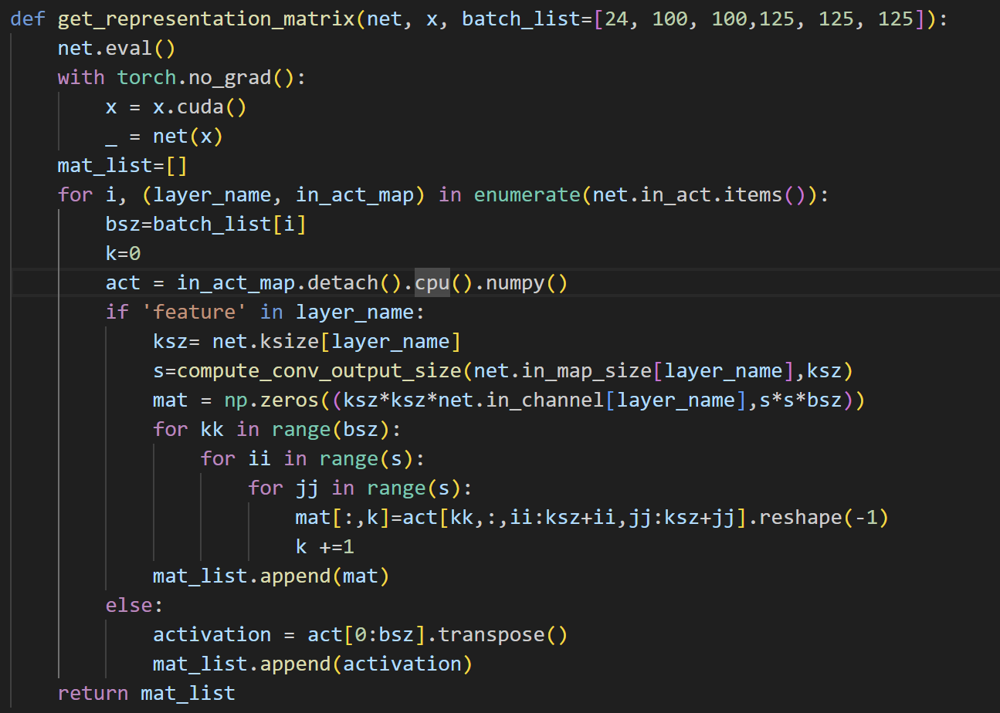 def get_representation_matrix(net, x, batch_list=[24, 100, 100,125, 125, 125]):
    net.eval()
    with torch.no_grad():
        x = x.cuda()
        _ = net(x)
    mat_list=[]
    for i, (layer_name, in_act_map) in enumerate(net.in_act.items()):
        bsz=batch_list[i]
        k=0
        act = in_act_map.detach().cpu().numpy()
        if 'feature' in layer_name:
            ksz= net.ksize[layer_name]
            s=compute_conv_output_size(net.in_map_size[layer_name],ksz)
            mat = np.zeros((ksz*ksz*net.in_channel[layer_name],s*s*bsz))
            for kk in range(bsz):
                for ii in range(s):
                    for jj in range(s):
                        mat[:,k]=act[kk,:,ii:ksz+ii,jj:ksz+jj].reshape(-1)
                        k +=1
            mat_list.append(mat)
        else:
            activation = act[0:bsz].transpose()
            mat_list.append(activation)
    return mat_list